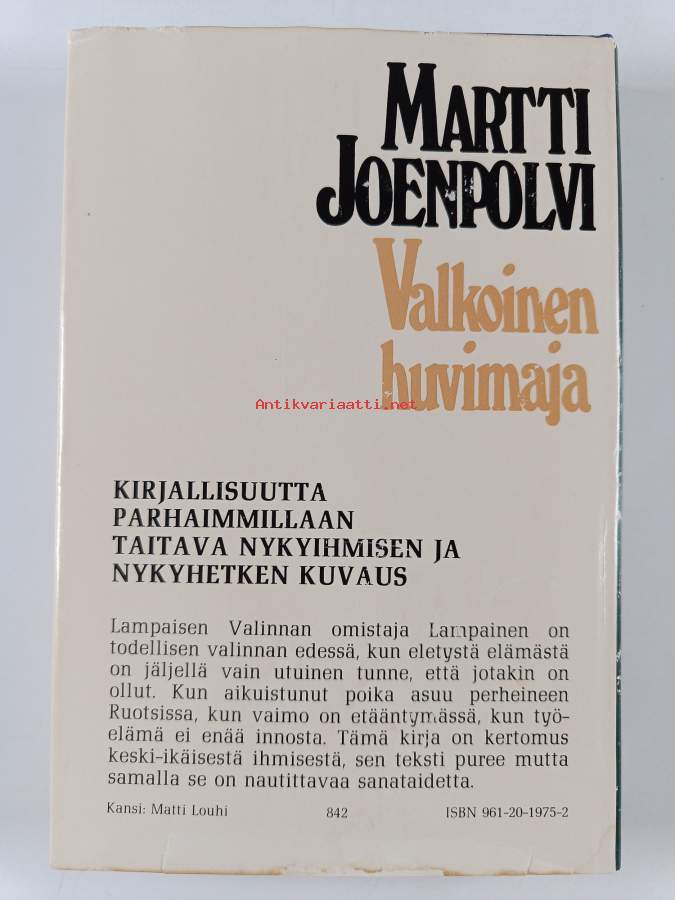 MARTTI
JOENPOLVI
Valkoinen
huvimaja
Antikvariaatti.net
KIRJALLISUUTTA
PARHAIMMILLAAN
TAITAVA NYKYIHMISEN JA
NYKYHETKEN KUVAUS
Lampaisen Valinnan omistaja Lampainen on
todellisen valinnan edessä, kun eletystä elämästä
on jäljellä vain utuinen tunne, että jotakin on
ollut. Kun aikuistunut poika asuu perheineen
Ruotsissa, kun vaimo on etääntymässä, kun työ-
elämä ei enää innosta. Tämä kirja on kertomus
keski-ikäisestä ihmisestä, sen teksti puree mutta
samalla se on nautittavaa sanataidetta.
Kansi: Matti Louhi 842 ISBN 961-20-1975-2